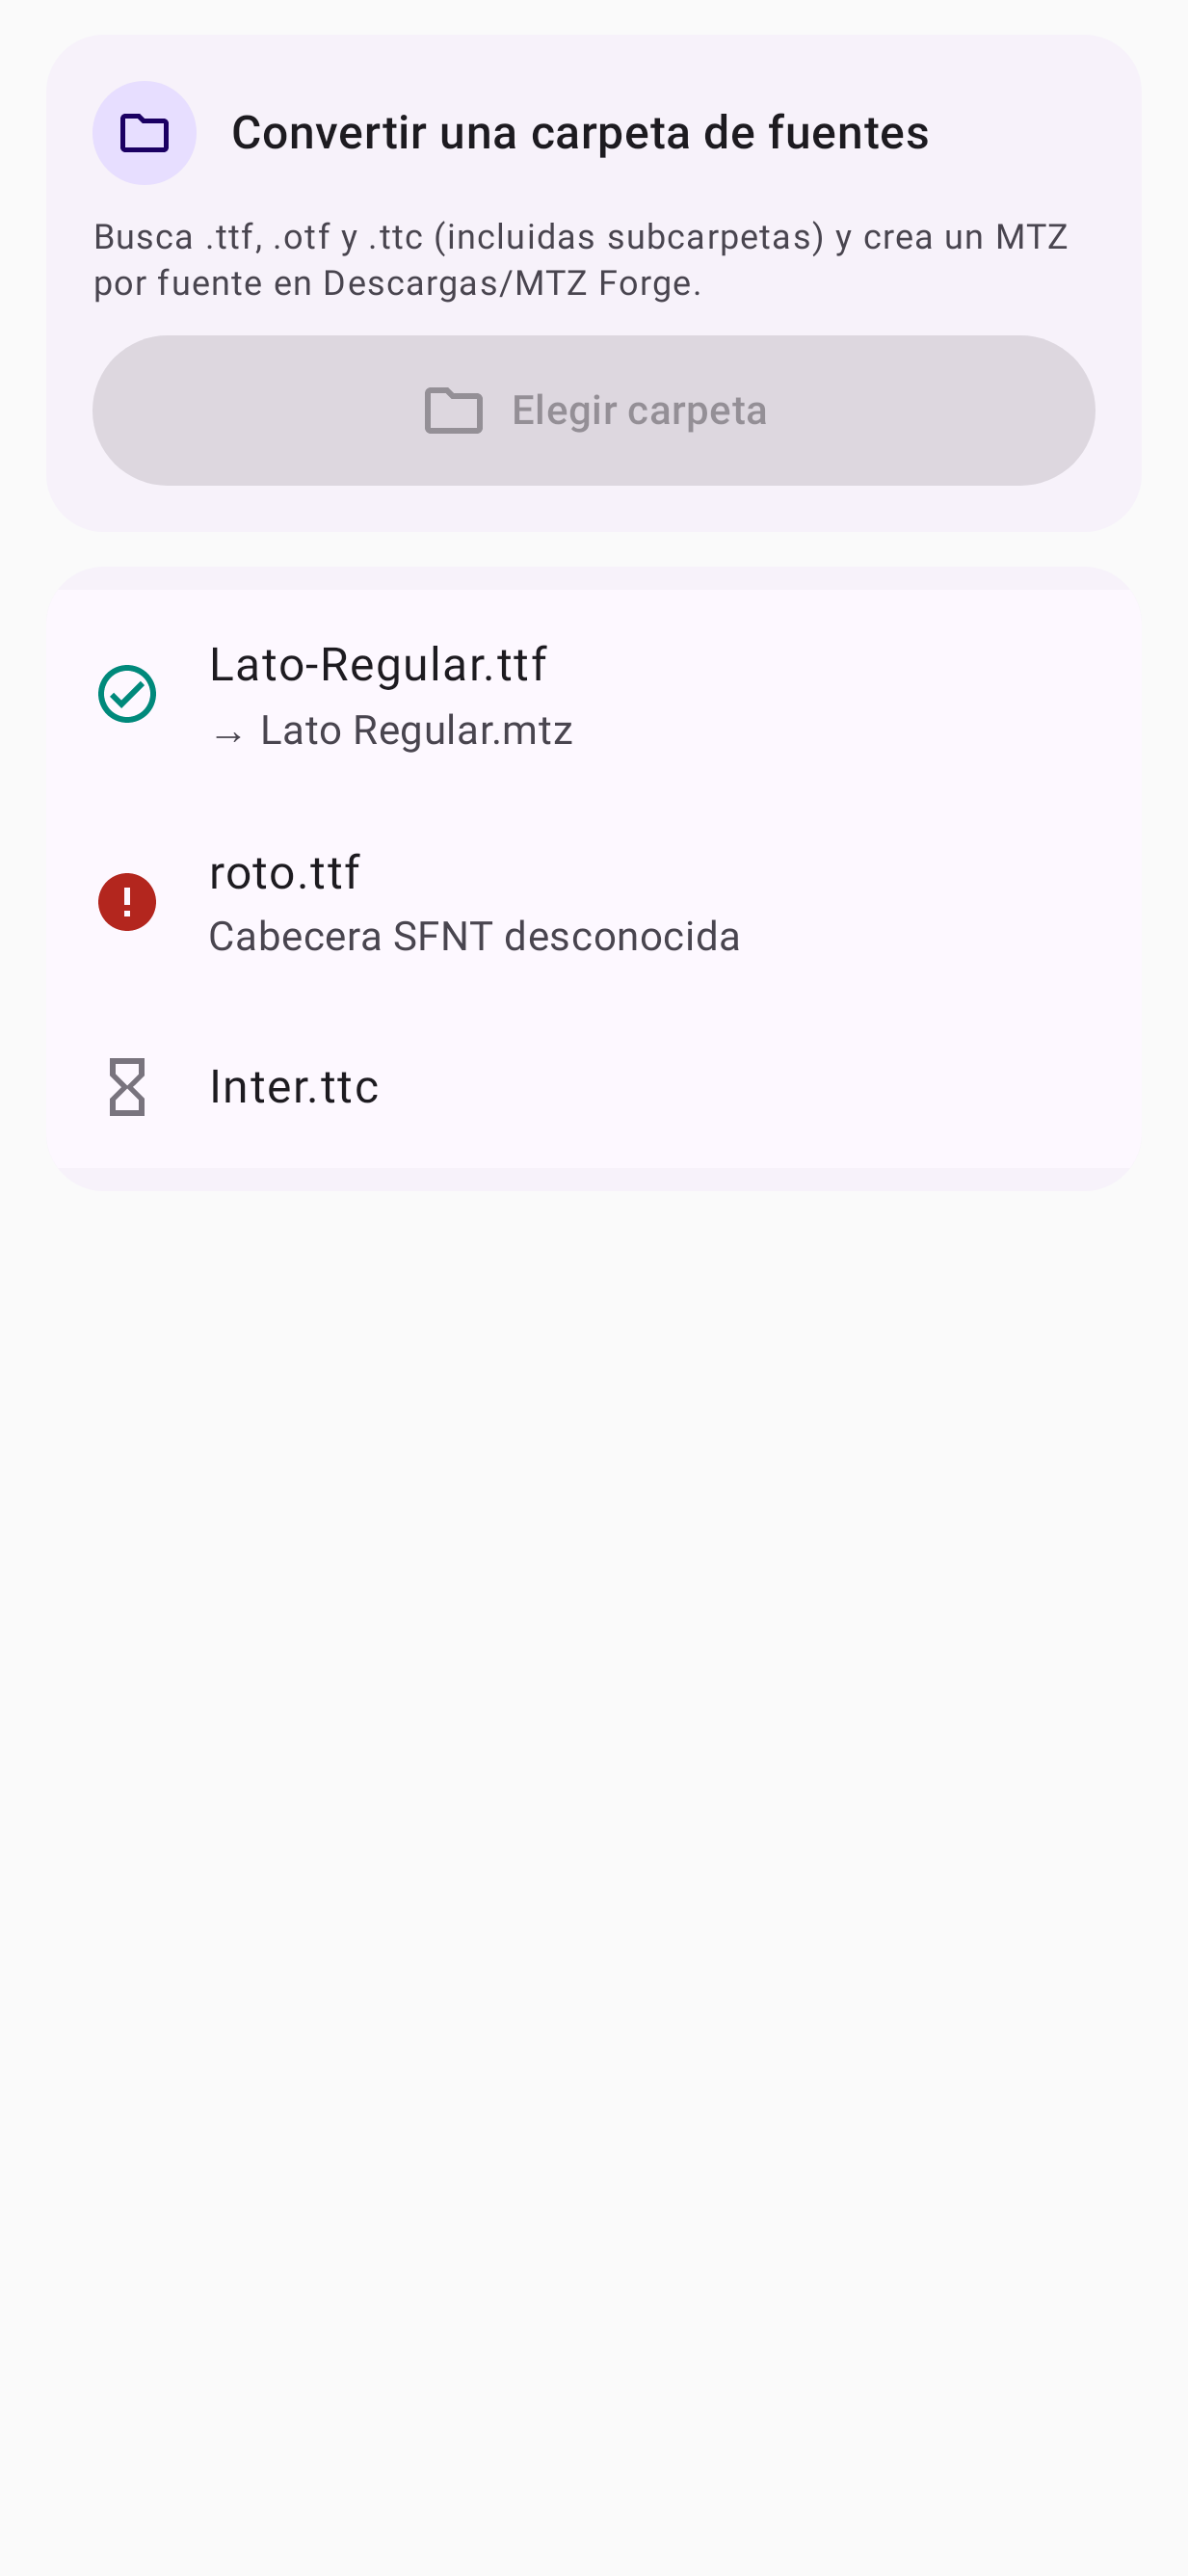 Convertir una carpeta de fuentes
Busca .ttf, .otf y .ttc (incluidas subcarpetas) y crea un MTZ
por fuente en Descargas/MTZ Forge.
Elegir carpeta
Lato-Regular.ttf
→ Lato Regular.mtz
roto.ttf
Cabecera SFNT desconocida
Inter.ttc